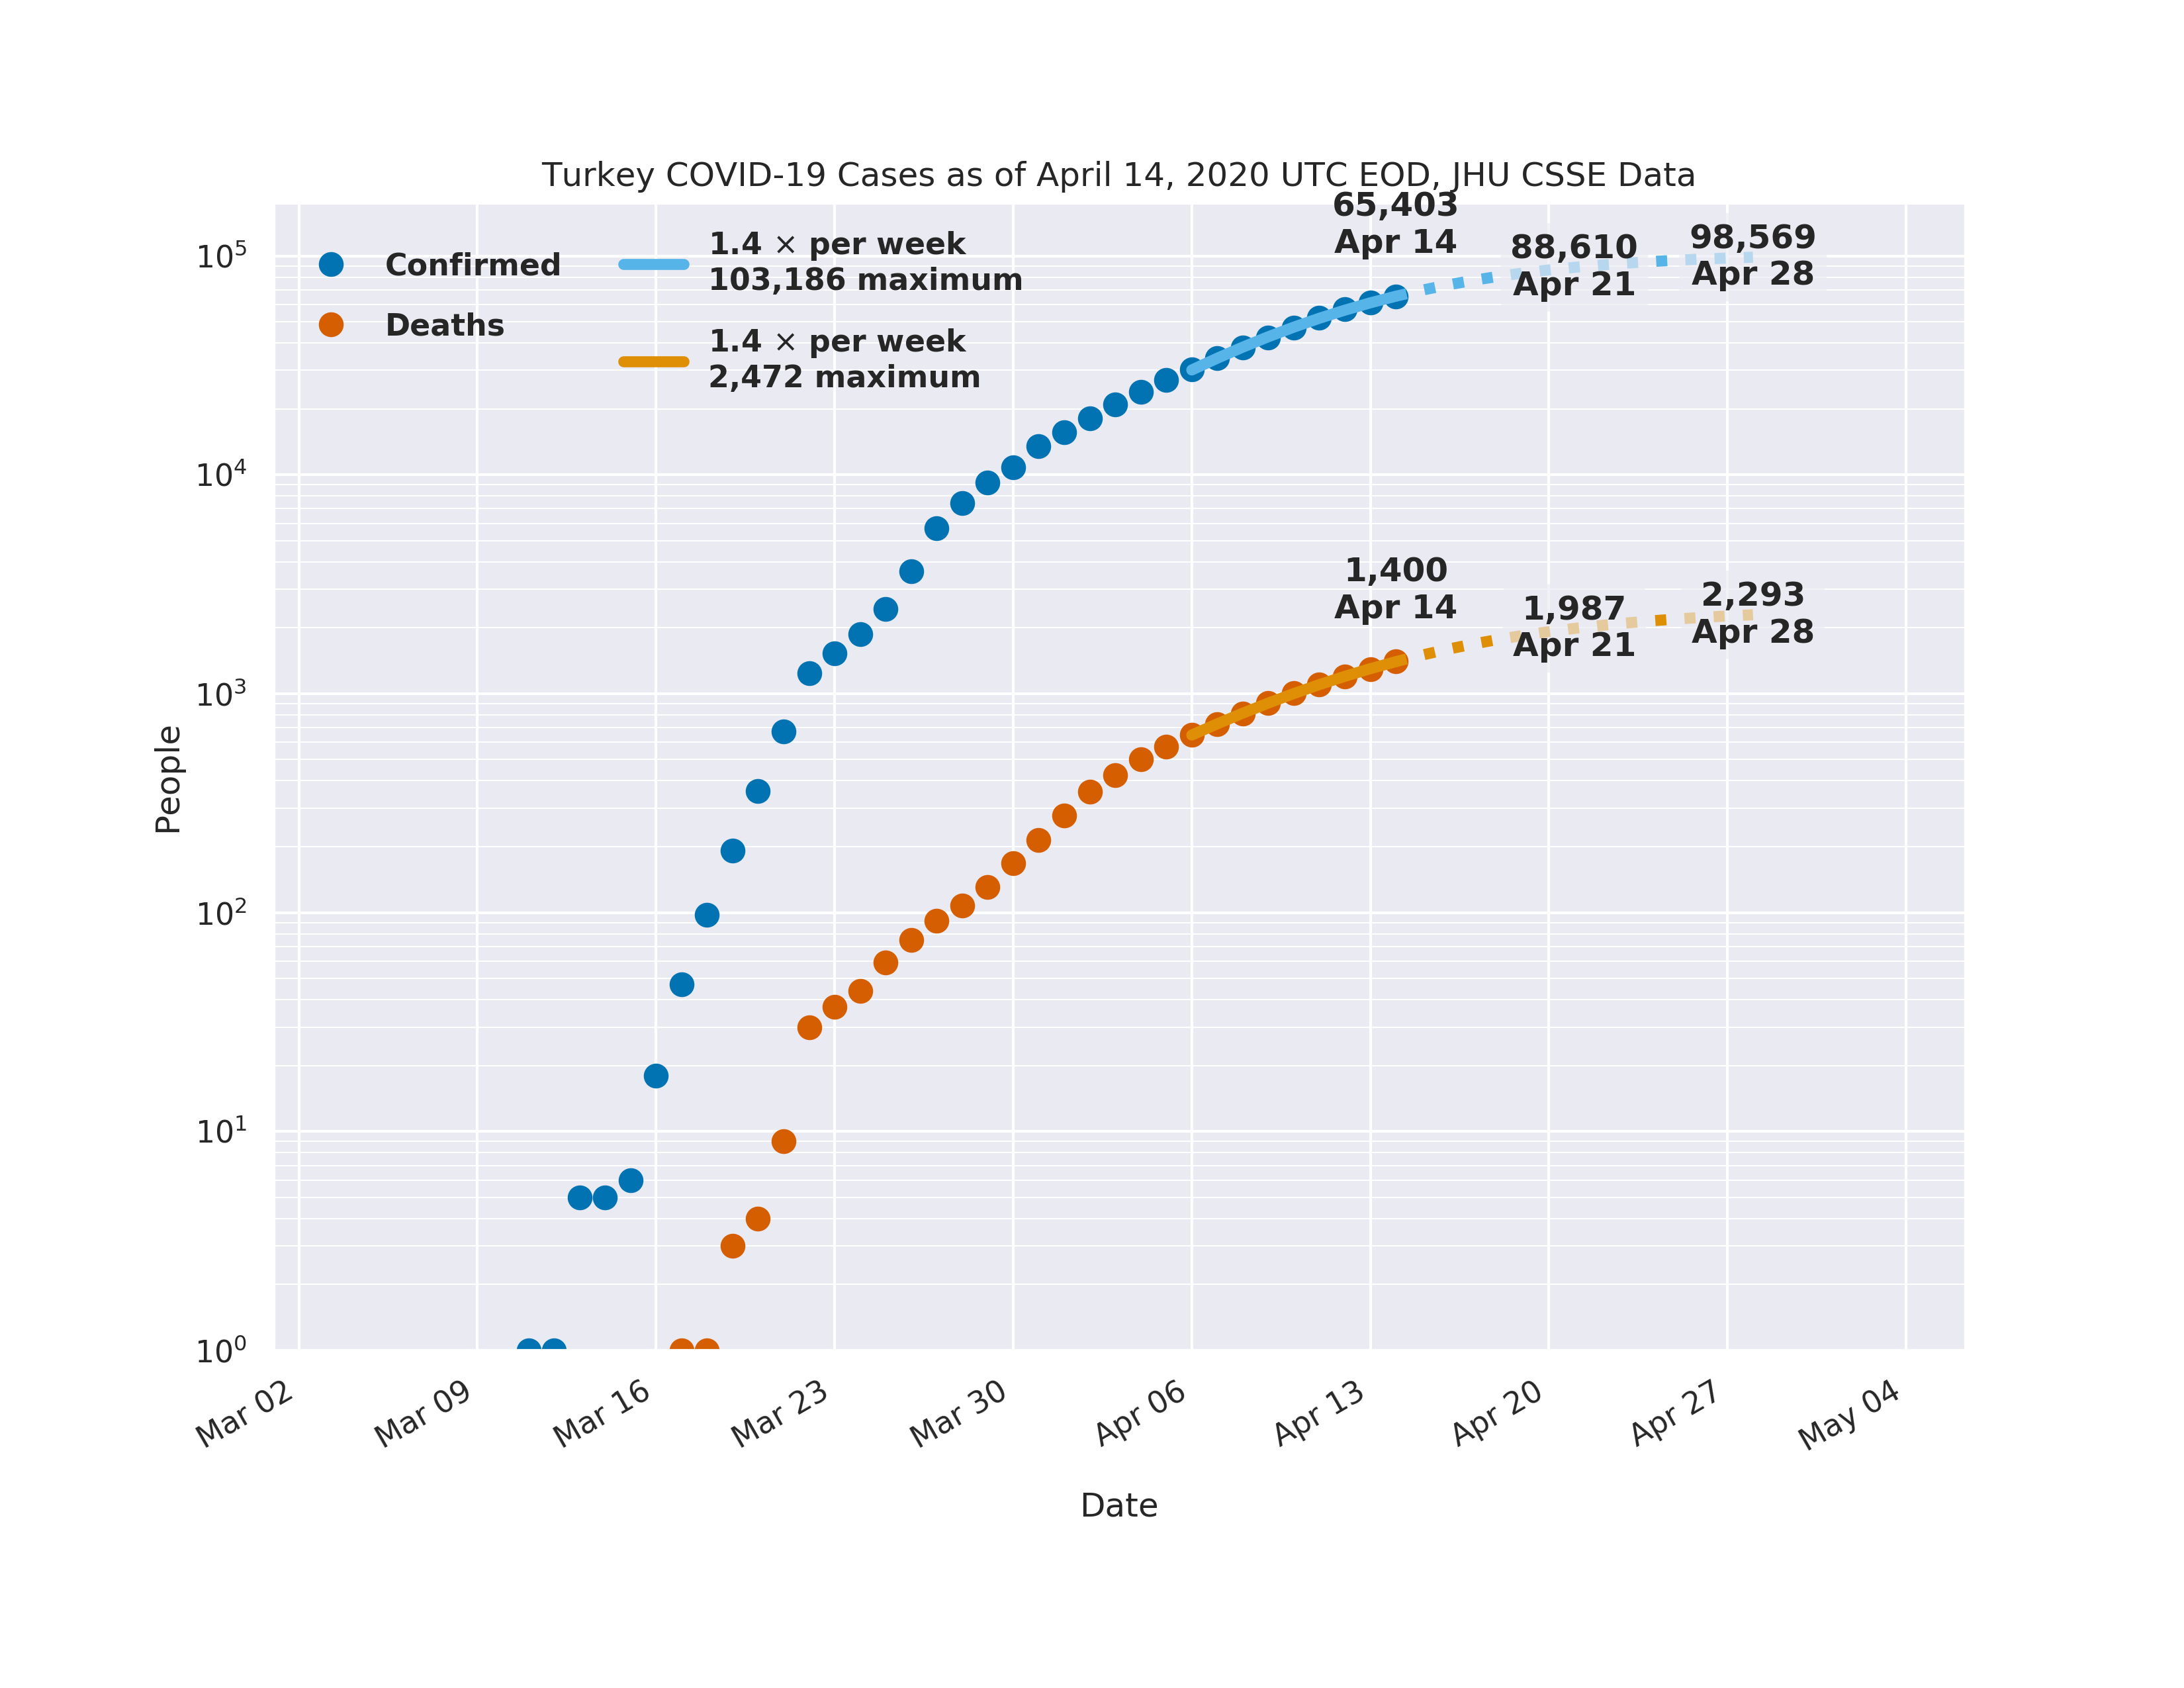 Turkey COVID-19 Cases as of April 14, 2020 UTC EOD, JHU CSSE Data
65,403
Apr 14
88,610
Apr 21
98,569
Apr 28
Confirmed
Deaths
1.4 × per week
103,186 maximum
1.4 × per week
2,472 maximum
1,400
Apr 14
1,987
Apr 21
2,293
Apr 28
People
10⁵
10⁴
10³
10²
10¹
10⁰
Mar 02
Mar 09
Mar 16
Mar 23
Mar 30
Apr 06
Apr 13
Apr 20
Apr 27
May 04
Date